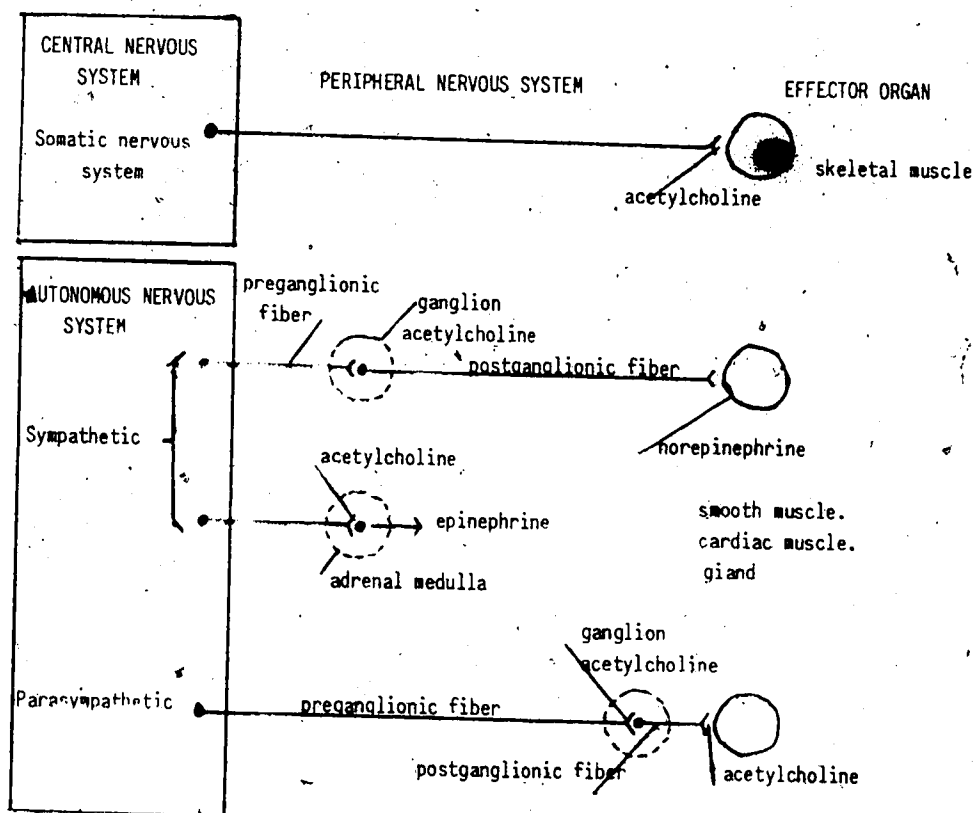 CENTRAL NERVOUS
SYSTEM
PERIPHERAL NERVOUS SYSTEM
EFFECTOR ORGAN
Somatic nervous
system
acetylcholine
skeletal muscle
AUTONOMOUS NERVOUS
SYSTEM
preganglionic
fiber
ganglion
acetylcholine
postganglionic fiber
Sympathetic
norepinephrine
acetylcholine
epinephrine
adrenal medulla
smooth muscle.
cardiac muscle.
giand
ganglion
acetylcholine
Parasympathetic
preganglionic fiber
postganglionic fiber
acetylcholine